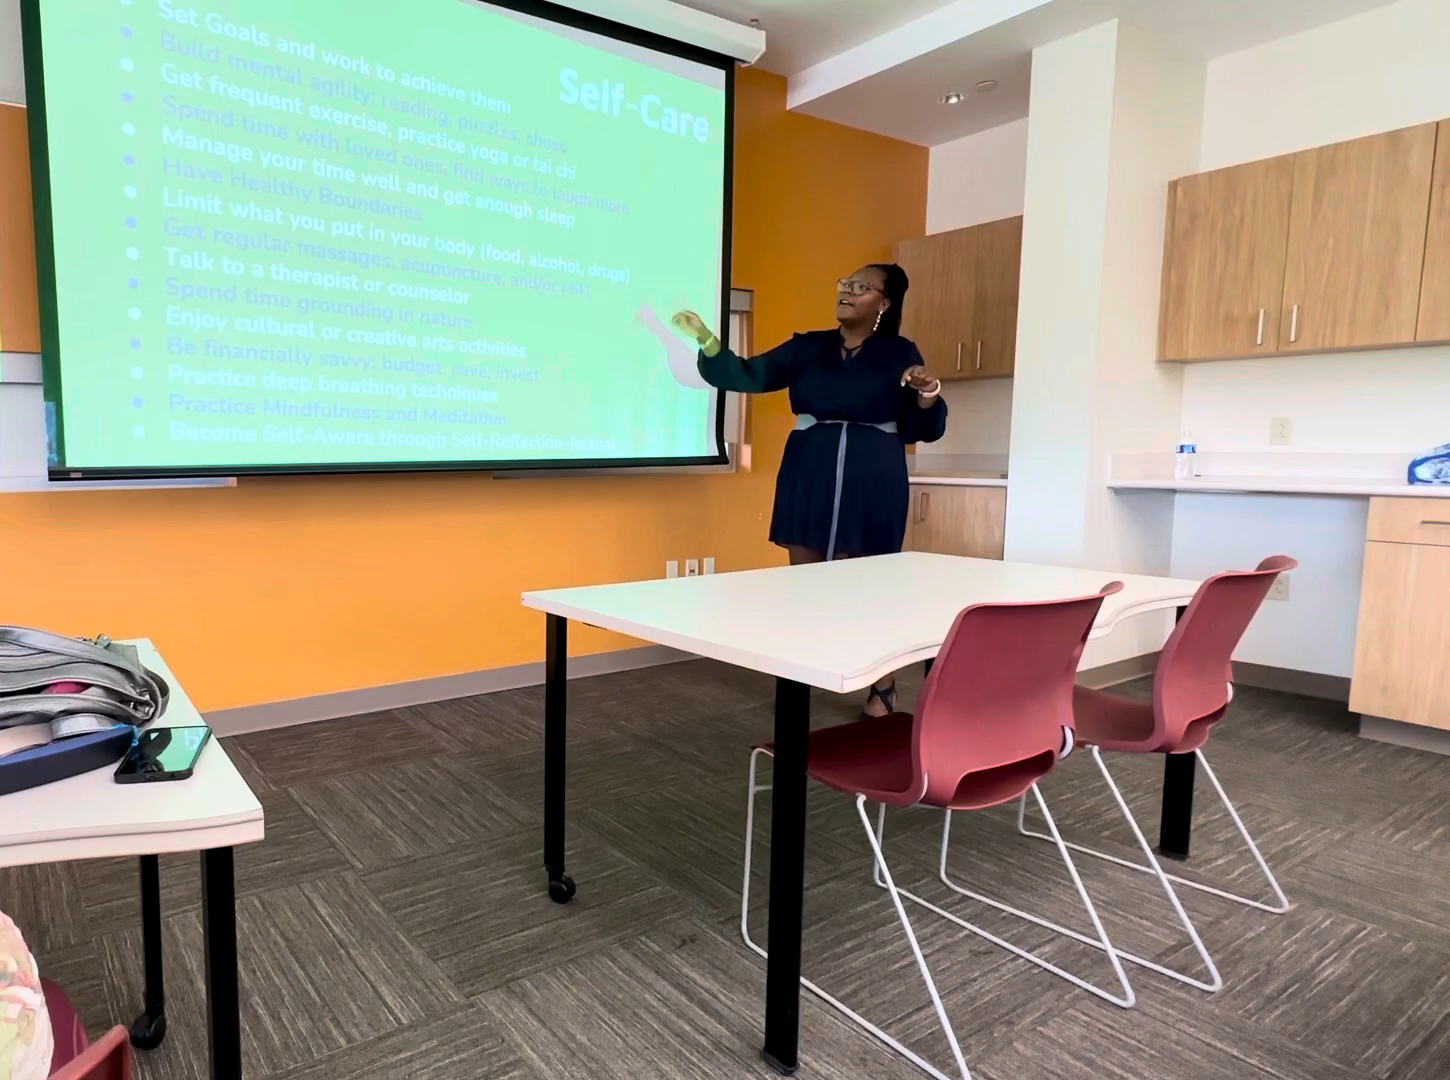 Self-Care
Set Goals and work to achieve them
Build mental agility: reading, puzzles, chess
Get frequent exercise, practice yoga or tai chi
Spend time with loved ones, find ways to laugh more
Manage your time well and get enough sleep
Have Healthy Boundaries
Limit what you put in your body (food, alcohol, drugs)
Get regular massages, acupuncture, and/or reiki
Talk to a therapist or counselor
Spend time grounding in nature
Enjoy cultural or creative arts activities
Be financially savvy: budget, save, invest
Practice deep breathing techniques
Practice Mindfulness and Meditation
Become Self-Aware through Self-Reflection-Journal